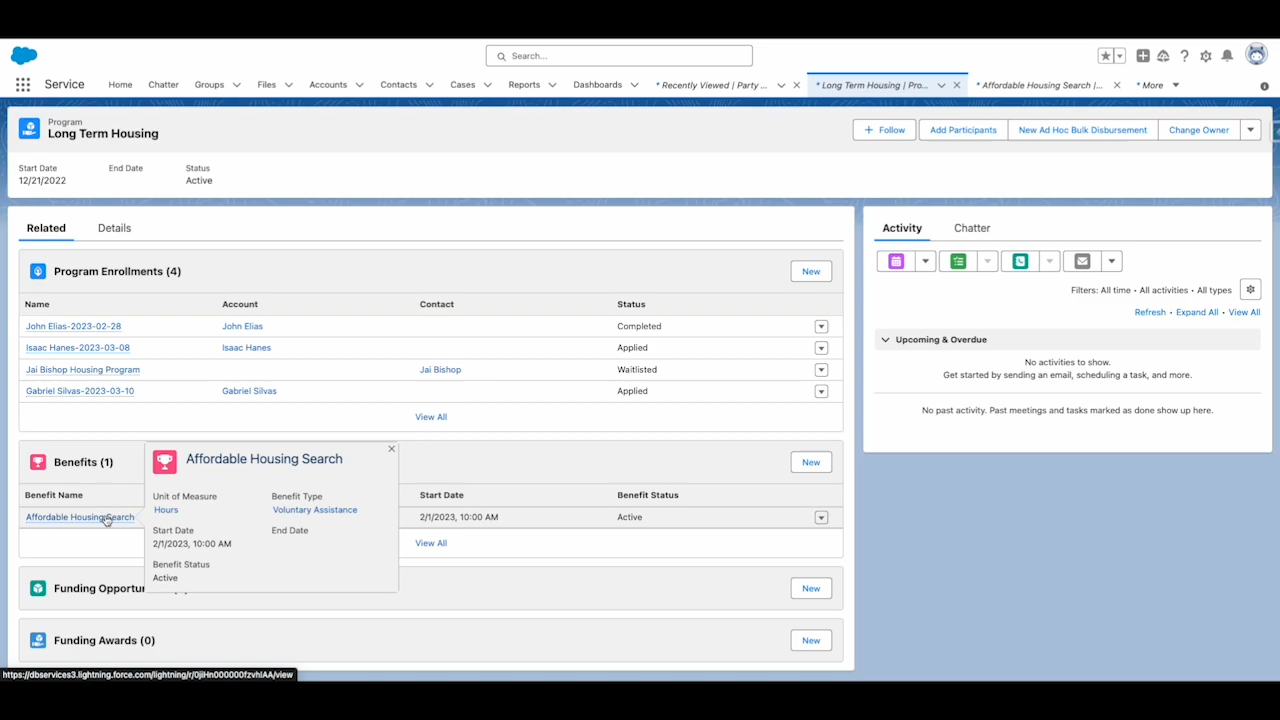 Search...
Service
Home
Chatter
Groups
Files
Accounts
Contacts
Cases
Reports
Dashboards
* Recently Viewed | Party ...
* Long Term Housing | Pro...
* Affordable Housing Search |...
* More
Program
Long Term Housing
+ Follow
Add Participants
New Ad Hoc Bulk Disbursement
Change Owner
Start Date
End Date
Status
12/21/2022
Active
Related
Details
Program Enrollments (4)
New
Name
Account
Contact
Status
John Elias-2023-02-28
John Elias
Completed
Isaac Hanes-2023-03-08
Isaac Hanes
Applied
Jai Bishop Housing Program
Jai Bishop
Waitlisted
Gabriel Silvas-2023-03-10
Gabriel Silvas
Applied
View All
Benefits (1)
New
Benefit Name
Start Date
Benefit Status
Affordable Housing Search
2/1/2023, 10:00 AM
Active
View All
Affordable Housing Search
Unit of Measure
Benefit Type
Hours
Voluntary Assistance
Start Date
End Date
2/1/2023, 10:00 AM
Benefit Status
Active
Funding Opportu
New
Funding Awards (0)
New
Activity
Chatter
Filters: All time • All activities • All types
Refresh • Expand All • View All
Upcoming & Overdue
No activities to show.
Get started by sending an email, scheduling a task, and more.
No past activity. Past meetings and tasks marked as done show up here.
https://dbservices3.lightning.force.com/lightning/r/0jiHn000000fzvhIAA/view